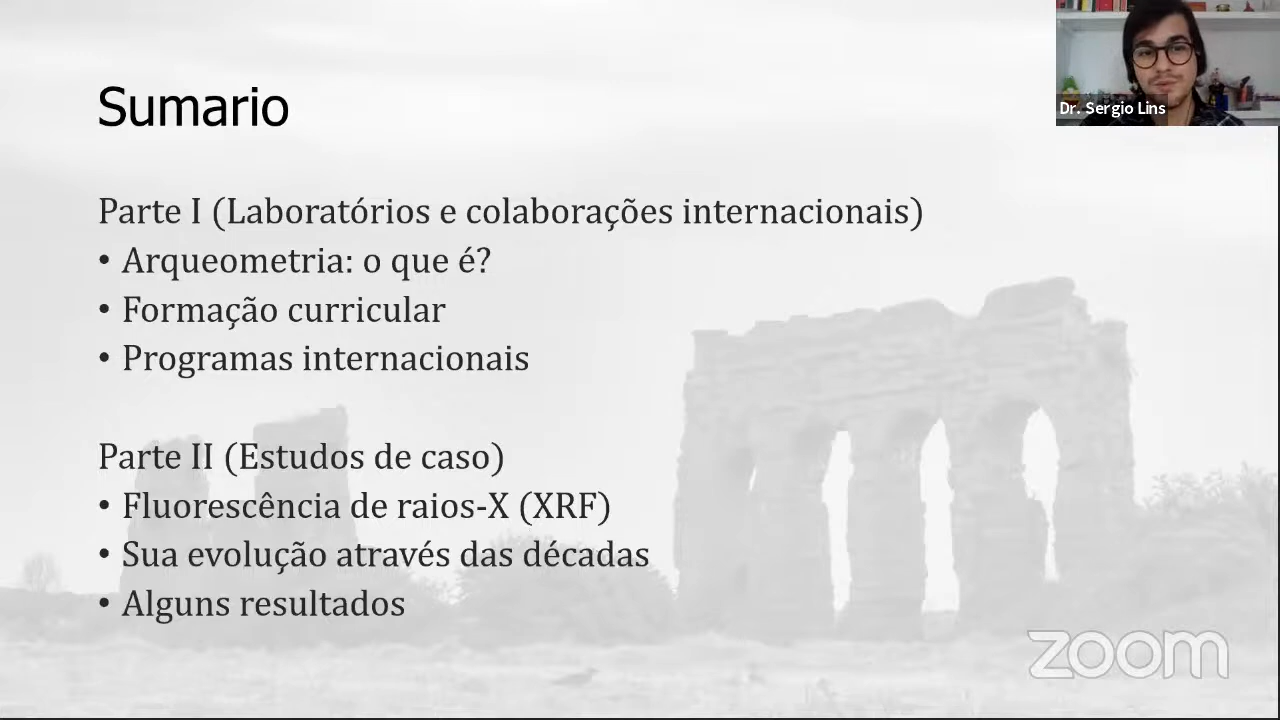 Sumario
Dr. Sergio Lins
Parte I (Laboratórios e colaborações internacionais)
• Arqueometria: o que é?
• Formação curricular
• Programas internacionais
Parte II (Estudos de caso)
• Fluorescência de raios-X (XRF)
• Sua evolução através das décadas
• Alguns resultados
zoom